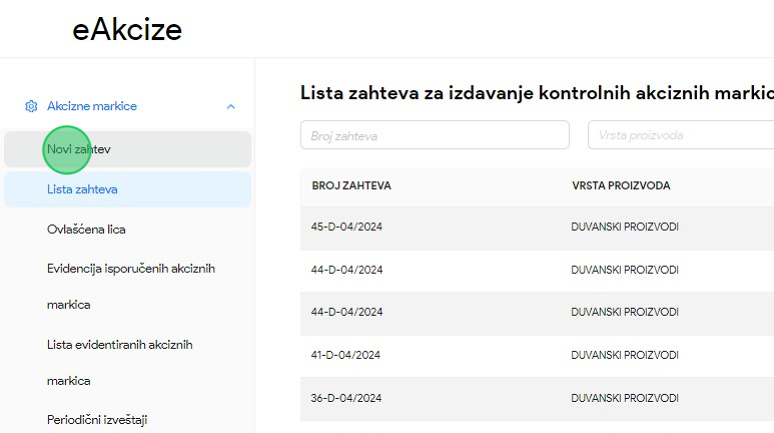 eAkcize
Akcizne markice
Novi zahtev
Lista zahteva
Ovlašćena lica
Evidencija isporučenih akciznih
markica
Lista evidentiranih akciznih
markica
Periodični izveštaji
Lista zahteva za izdavanje kontrolnih akciznih markic
Broj zahteva Vrsta proizvoda
BROJ ZAHTEVA VRSTA PROIZVODA
45-D-04/2024 DUVANSKI PROIZVODI
44-D-04/2024 DUVANSKI PROIZVODI
44-D-04/2024 DUVANSKI PROIZVODI
41-D-04/2024 DUVANSKI PROIZVODI
36-D-04/2024 DUVANSKI PROIZVODI